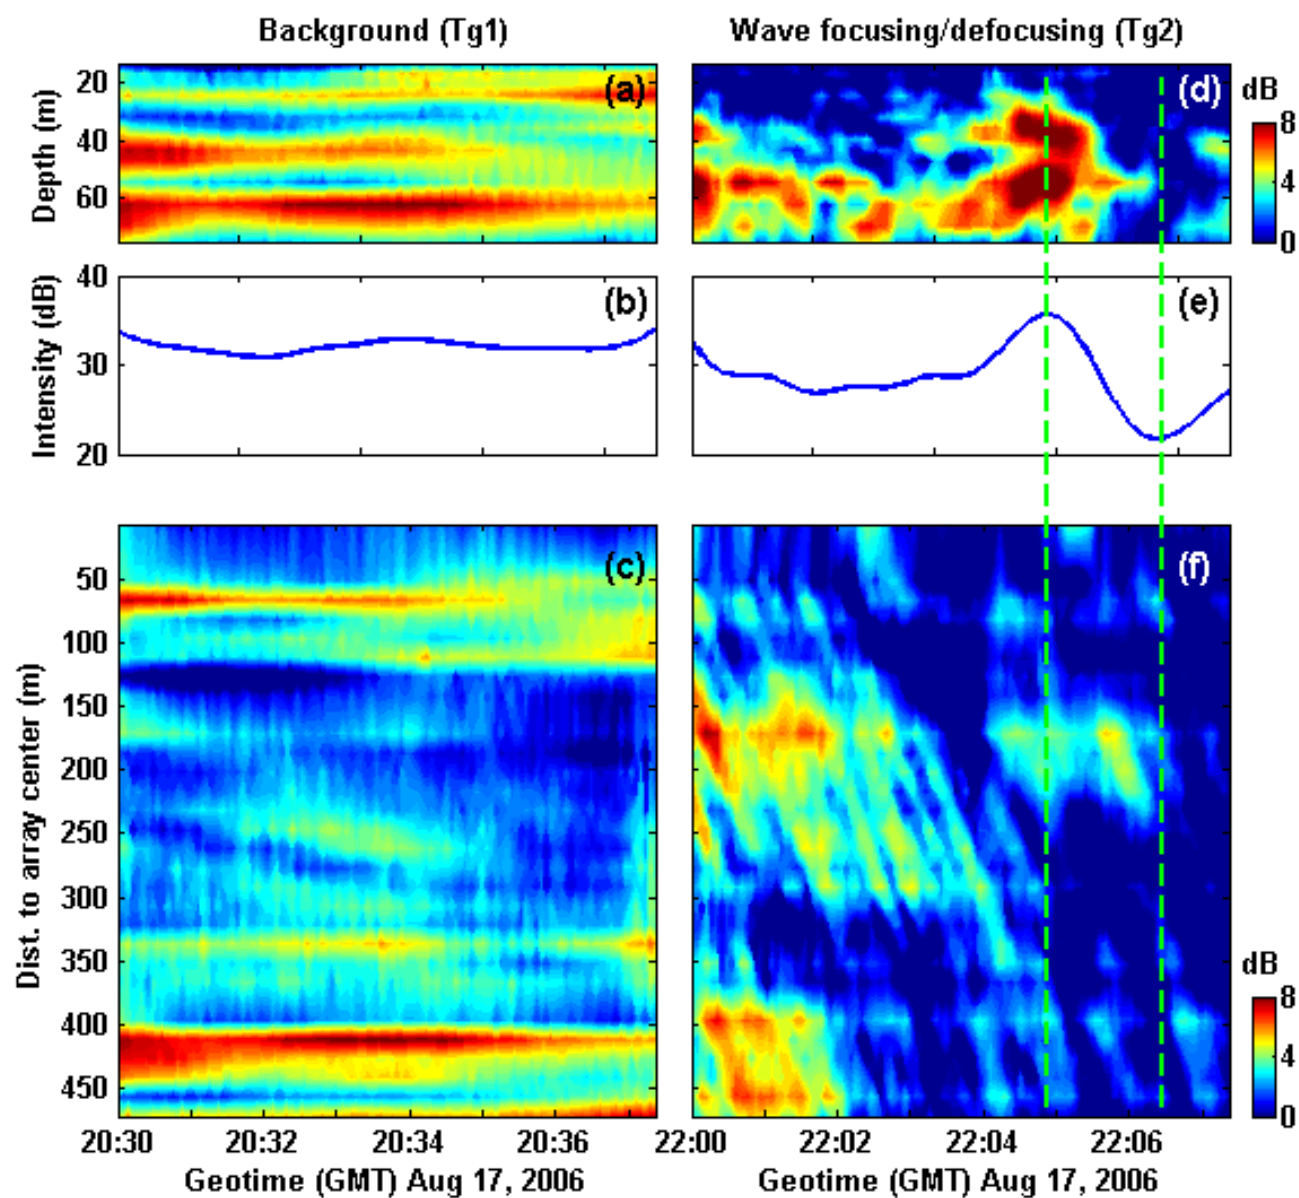 Background (Tg1)
Wave focusing/defocusing (Tg2)
20
40
60
Depth (m)
(a)
(d)
dB
8
4
0
40
30
20
Intensity (dB)
(b)
(e)
50
100
150
200
250
300
350
400
450
Dist. to array center (m)
(c)
(f)
dB
8
4
0
20:30 20:32 20:34 20:36
22:00 22:02 22:04 22:06
Geotime (GMT) Aug 17, 2006
Geotime (GMT) Aug 17, 2006